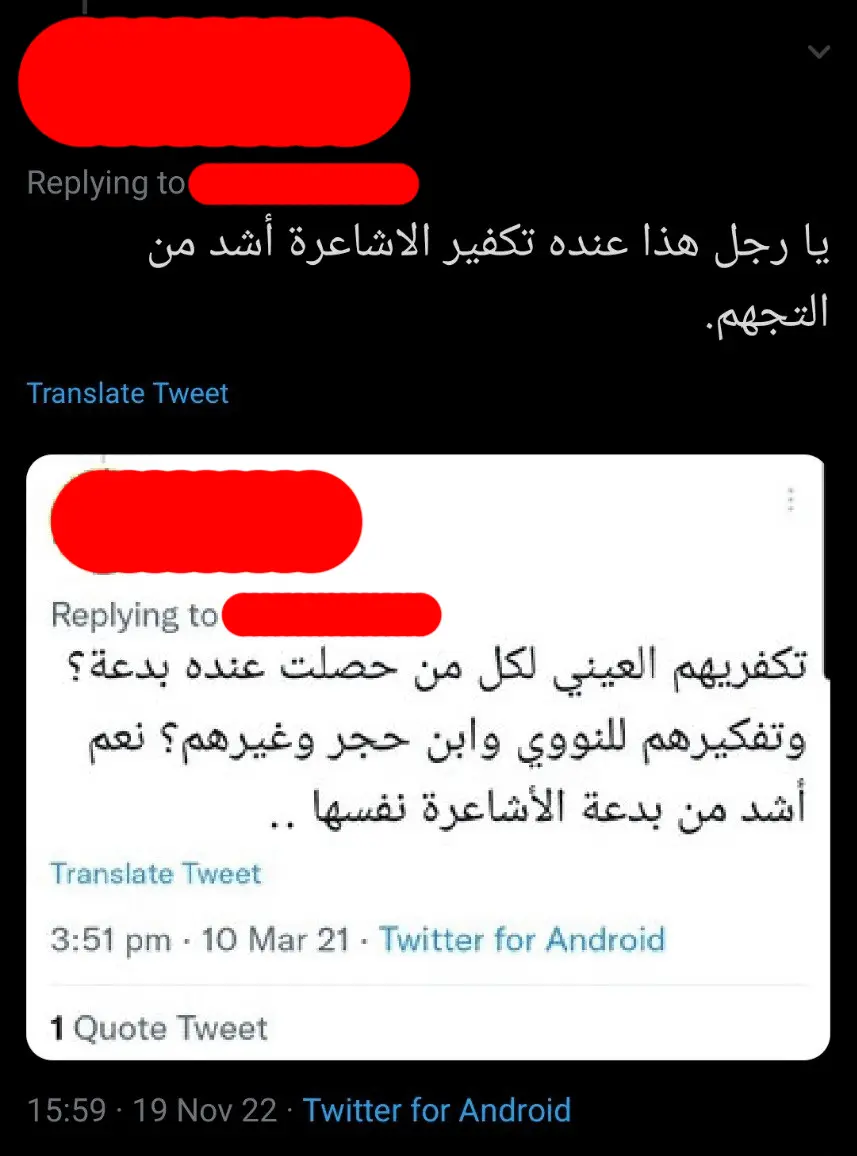 Replying to
يا رجل هذا عنده تكفير الاشاعرة أشد من
التجهم.
Translate Tweet
Replying to
تكفريهم العيني لكل من حصلت عنده بدعة؟
وتفكيرهم للنووي وابن حجر وغيرهم؟ نعم
أشد من بدعة الأشاعرة نفسها ..
Translate Tweet
3:51 pm · 10 Mar 21 · Twitter for Android
1 Quote Tweet
15:59 · 19 Nov 22 · Twitter for Android